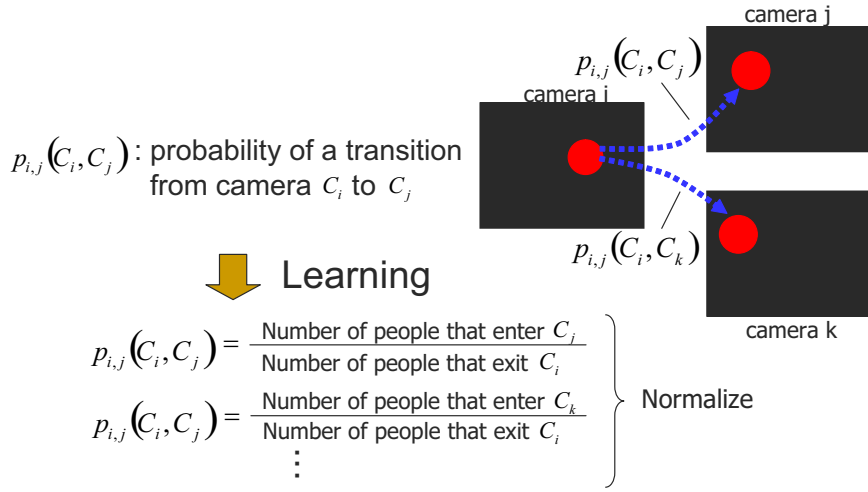 camera j
p_{i,j}(C_i, C_j)
camera i
p_{i,j}(C_i, C_j) : probability of a transition
from camera C_i to C_j
p_{i,j}(C_i, C_k)
camera k
Learning
p_{i,j}(C_i, C_j) = Number of people that enter C_j
Number of people that exit C_i
Normalize
p_{i,j}(C_i, C_j) = Number of people that enter C_k
Number of people that exit C_i
⋮